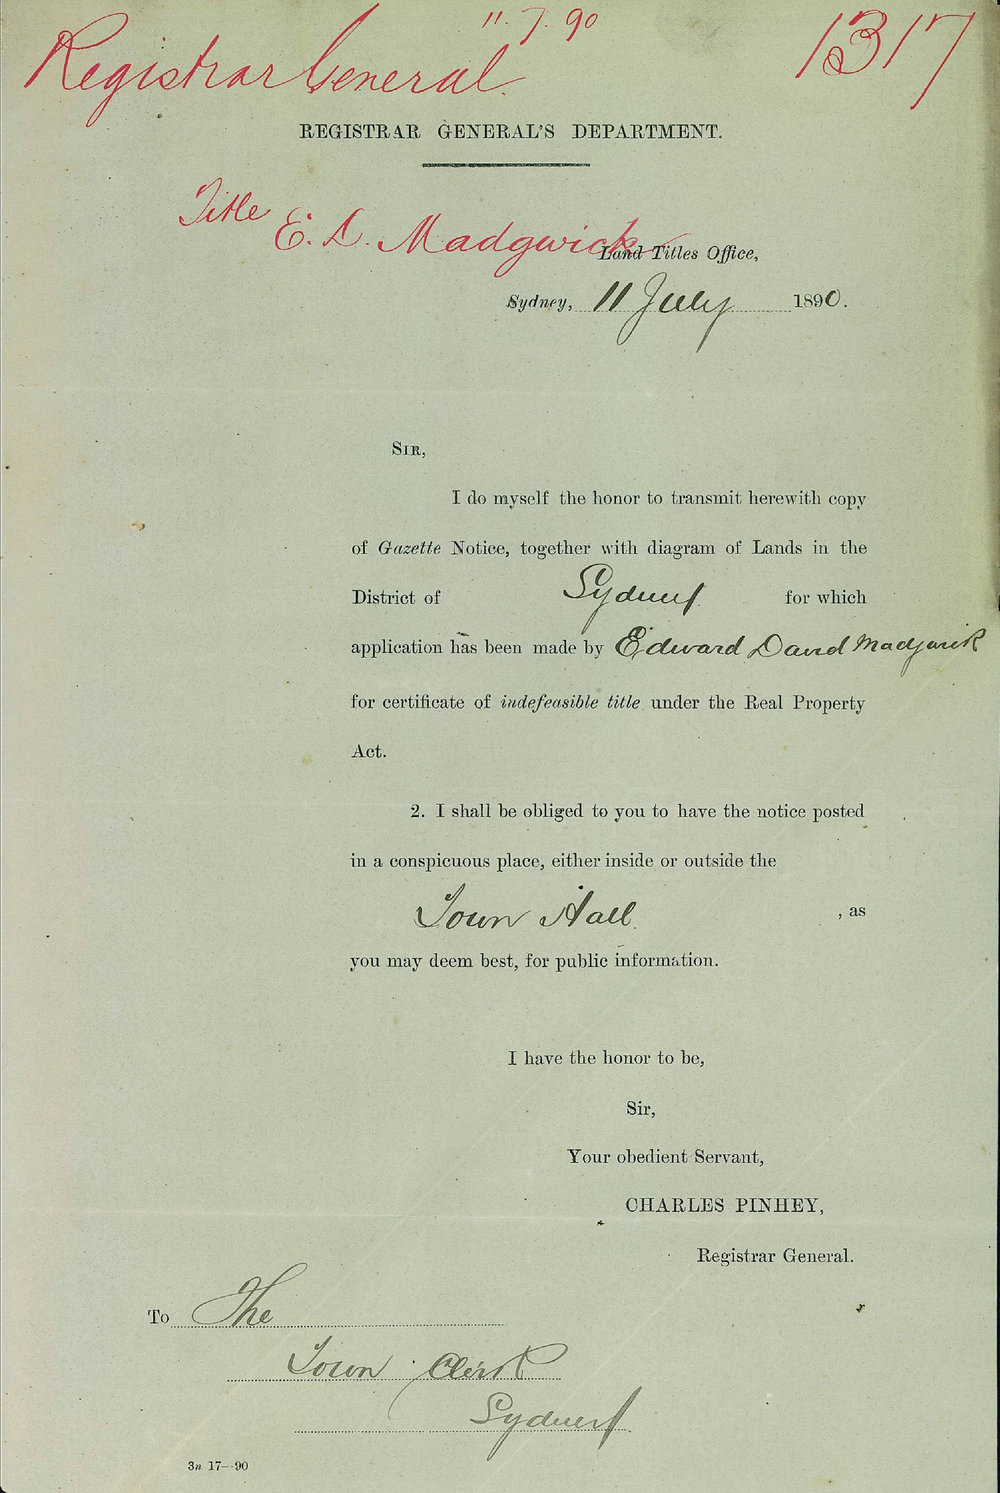 11. 7. 90
Registrar General.
1317
REGISTRAR GENERAL'S DEPARTMENT.
Title
E. D. Madgwick
Land Titles Office,
Sydney, 11 July 1890.
SIR,
I do myself the honor to transmit herewith copy
of Gazette Notice, together with diagram of Lands in the
District of Sydney for which
application has been made by Edward David Madgwick
for certificate of indefeasible title under the Real Property
Act.
2. I shall be obliged to you to have the notice posted
in a conspicuous place, either inside or outside the
Town Hall , as
you may deem best, for public information.
I have the honor to be,
Sir,
Your obedient Servant,
CHARLES PINHEY,
Registrar General.
To The
Town Clerk
Sydney
3n 17--90